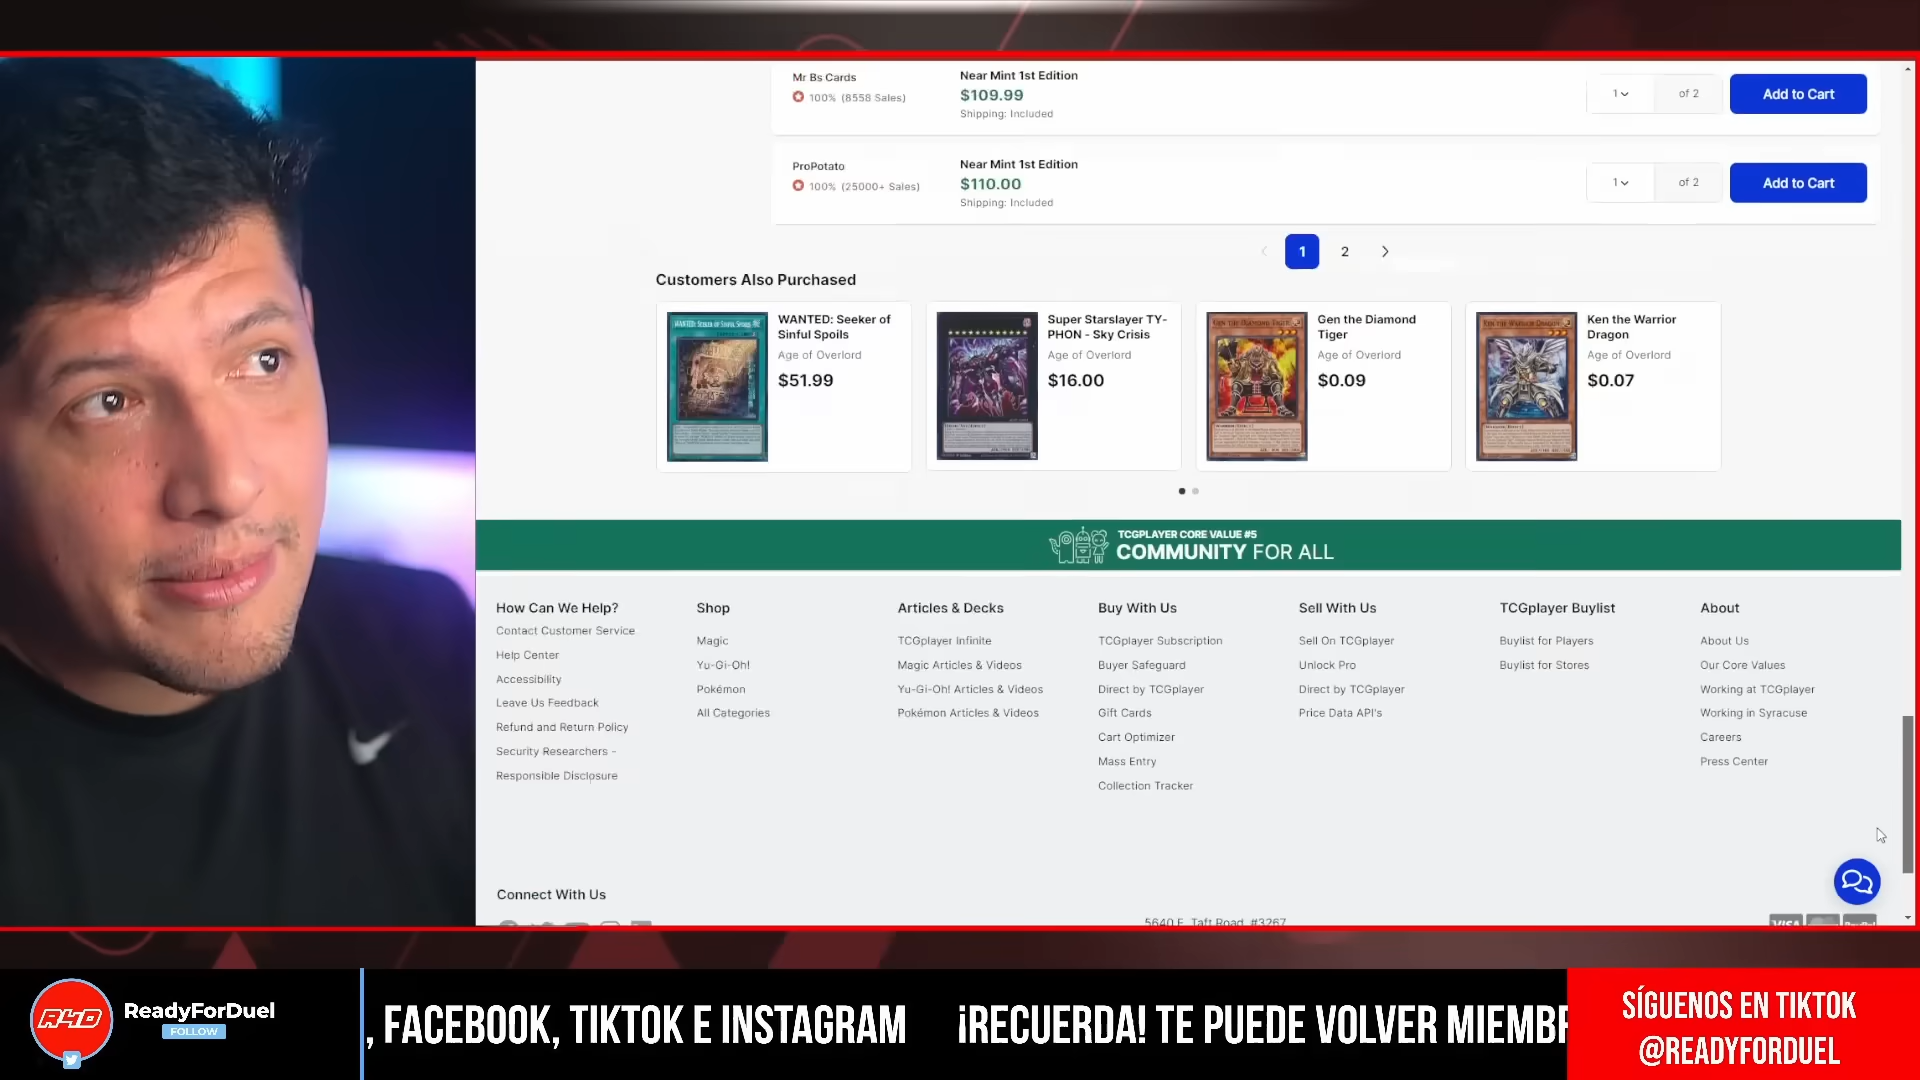 Mr Bs Cards
100% (8558 Sales)
Near Mint 1st Edition
$109.99
Shipping: Included
1
of 2
Add to Cart
ProPotato
100% (25000+ Sales)
Near Mint 1st Edition
$110.00
Shipping: Included
1
of 2
Add to Cart
1
2
Customers Also Purchased
WANTED: Seeker of
Sinful Spoils
Age of Overlord
$51.99
Super Starslayer TY-
PHON - Sky Crisis
Age of Overlord
$16.00
Gen the Diamond
Tiger
Age of Overlord
$0.09
Ken the Warrior
Dragon
Age of Overlord
$0.07
TCGPLAYER CORE VALUE #5
COMMUNITY FOR ALL
How Can We Help?
Contact Customer Service
Help Center
Accessibility
Leave Us Feedback
Refund and Return Policy
Security Researchers -
Responsible Disclosure
Shop
Magic
Yu-Gi-Oh!
Pokémon
All Categories
Articles & Decks
TCGplayer Infinite
Magic Articles & Videos
Yu-Gi-Oh! Articles & Videos
Pokémon Articles & Videos
Buy With Us
TCGplayer Subscription
Buyer Safeguard
Direct by TCGplayer
Gift Cards
Cart Optimizer
Mass Entry
Collection Tracker
Sell With Us
Sell On TCGplayer
Unlock Pro
Direct by TCGplayer
Price Data API's
TCGplayer Buylist
Buylist for Players
Buylist for Stores
About
About Us
Our Core Values
Working at TCGplayer
Working in Syracuse
Careers
Press Center
Connect With Us
5640 E. Taft Road, #3267
VISA
PayPal
R4D
ReadyForDuel
FOLLOW
, FACEBOOK, TIKTOK E INSTAGRAM
¡RECUERDA! TE PUEDE VOLVER MIEMB
SÍGUENOS EN TIKTOK
@READYFORDUEL